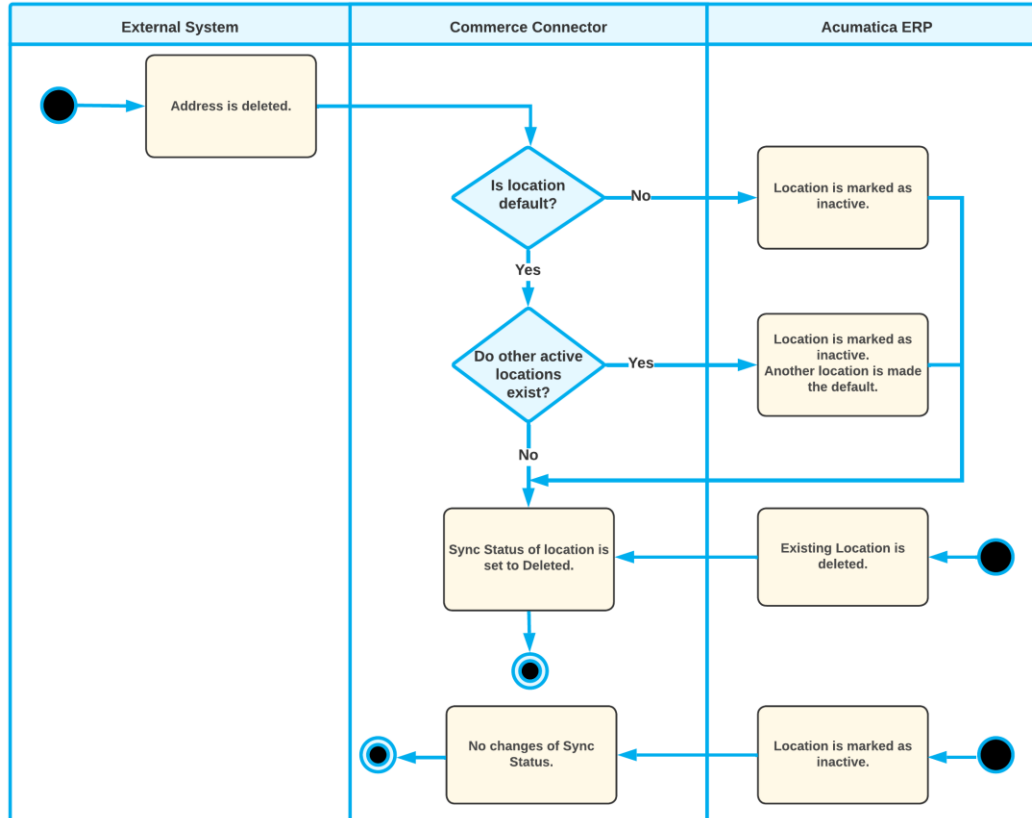 External System
Commerce Connector
Acumatica ERP
Address is deleted.
Is location
default?
No
Location is marked as
inactive.
Yes
Do other active
locations
exist?
Yes
Location is marked as
inactive.
Another location is made
the default.
No
Sync Status of location is
set to Deleted.
Existing Location is
deleted.
No changes of Sync
Status.
Location is marked as
inactive.